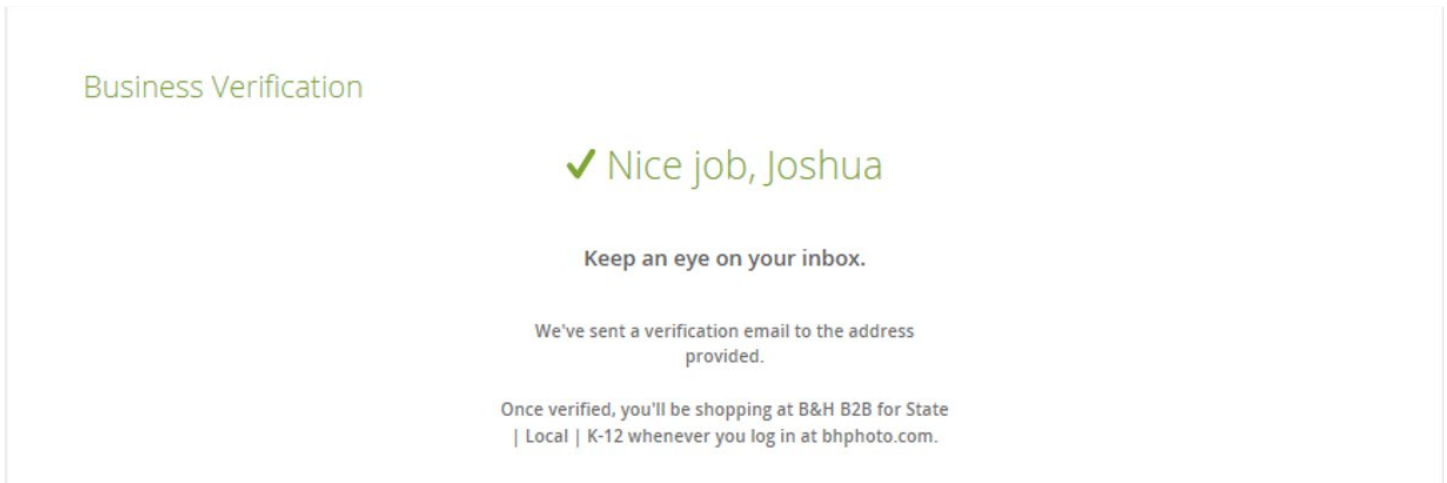 Business Verification
✓ Nice job, Joshua
Keep an eye on your inbox.
We've sent a verification email to the address
provided.
Once verified, you'll be shopping at B&H B2B for State
| Local | K-12 whenever you log in at bhphoto.com.